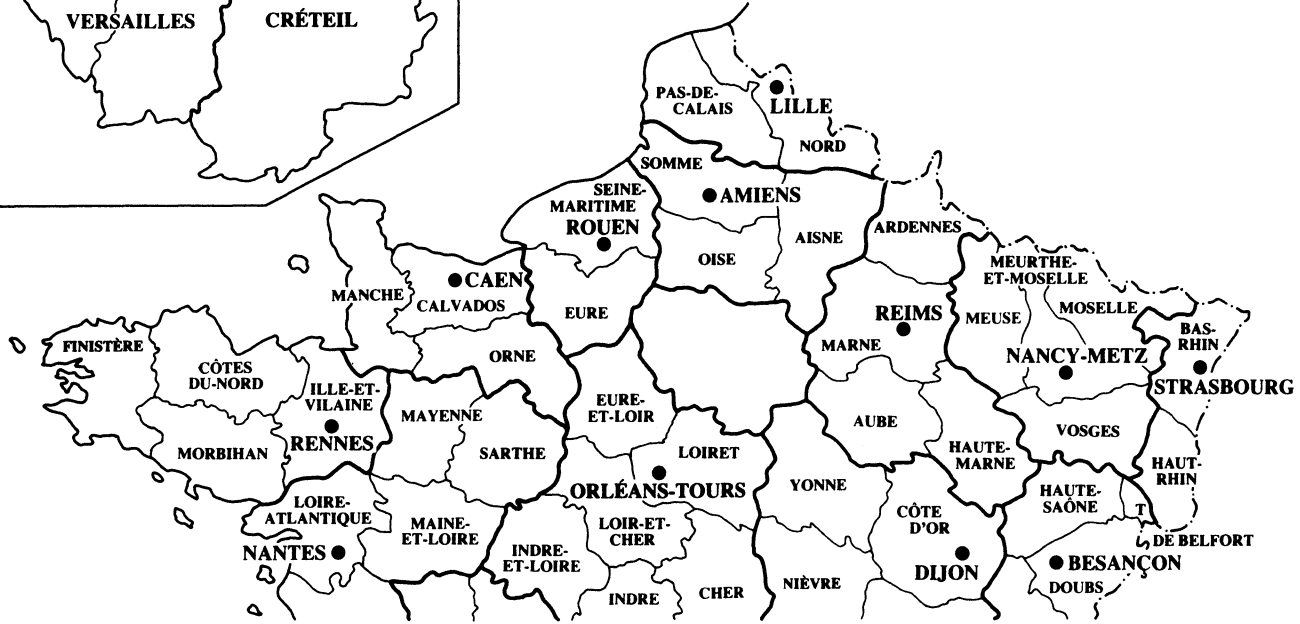 VERSAILLES
CRÉTEIL
PAS-DE-
CALAIS
LILLE
NORD
SOMME
AMIENS
SEINE-
MARITIME
ROUEN
OISE
AISNE
ARDENNES
MEURTHE-
ET-MOSELLE
MANCHE
CAEN
CALVADOS
EURE
REIMS
MARNE
MEUSE
MOSELLE
BAS-
RHIN
NANCY-METZ
STRASBOURG
FINISTÈRE
CÔTES
DU-NORD
ORNE
ILLE-ET-
VILAINE
RENNES
MAYENNE
EURE-
ET-LOIR
AUBE
VOSGES
MORBIHAN
SARTHE
LOIRET
HAUTE-
MARNE
HAUT-
RHIN
ORLÉANS-TOURS
YONNE
LOIRE-
ATLANTIQUE
NANTES
MAINE-
ET-LOIRE
INDRE-
ET-LOIRE
LOIR-ET-
CHER
CÔTE
D'OR
DIJON
HAUTE-
SAÔNE
T
DE BELFORT
BESANÇON
DOUBS
INDRE
CHER
NIÈVRE